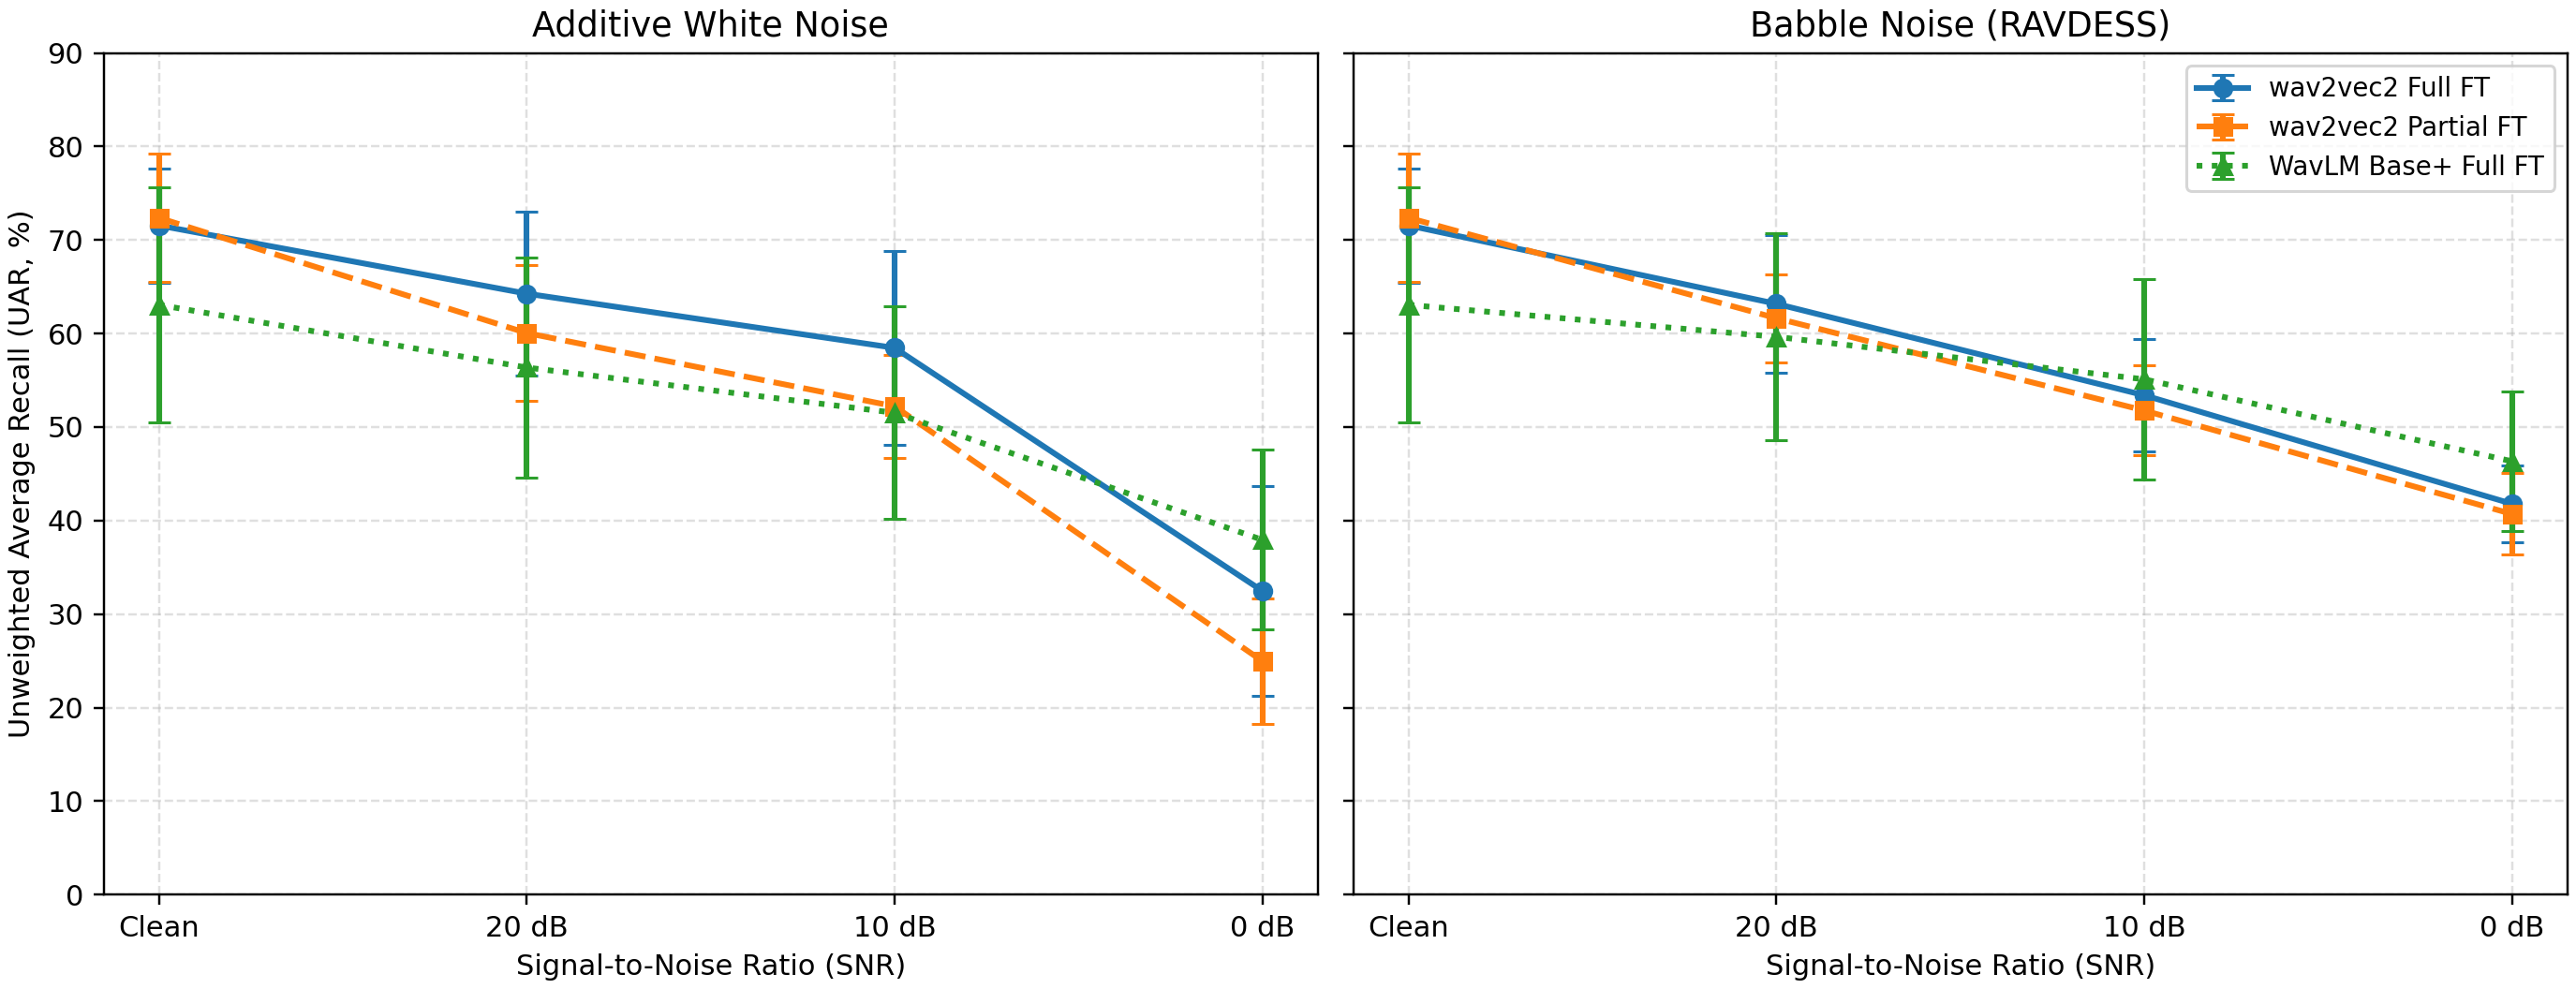 Additive White Noise
Unweighted Average Recall (UAR, %)
90
80
70
60
50
40
30
20
10
0
Clean
20 dB
10 dB
0 dB
Signal-to-Noise Ratio (SNR)
Babble Noise (RAVDESS)
wav2vec2 Full FT
wav2vec2 Partial FT
WavLM Base+ Full FT
Clean
20 dB
10 dB
0 dB
Signal-to-Noise Ratio (SNR)